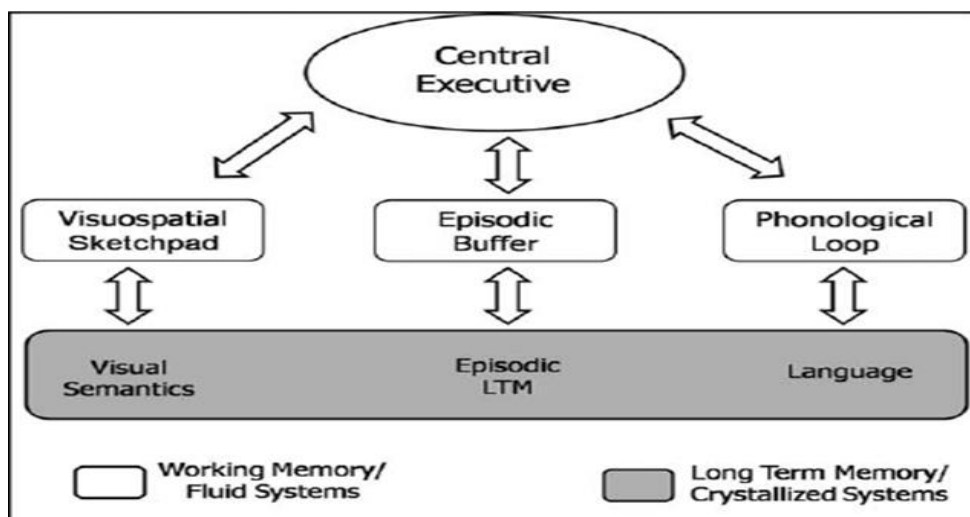 Central
Executive
Visuospatial
Sketchpad
Episodic
Buffer
Phonological
Loop
Visual
Semantics
Episodic
LTM
Language
Working Memory/
Fluid Systems
Long Term Memory/
Crystallized Systems